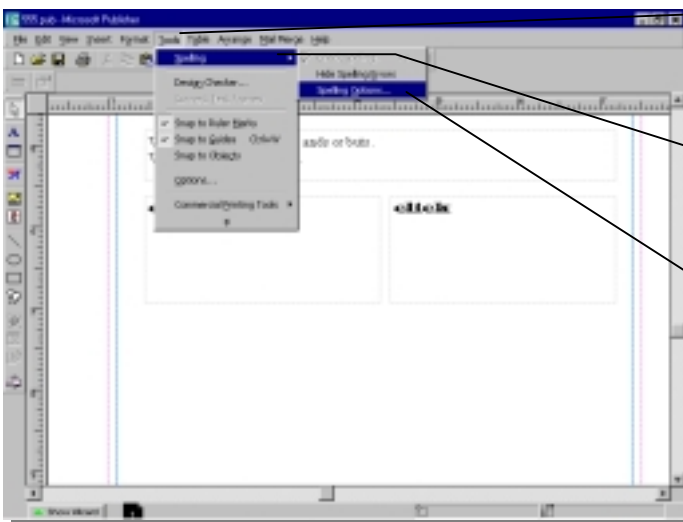 555.pub - Microsoft Publisher
File Edit View Insert Format Tools Table Arrange Mail Merge Help
Spelling
Hide Spelling Errors
Spelling Options...
Design Checker...
Snap to Ruler Marks
Snap to Guides Ctrl+W
Snap to Objects
Options...
Commercial Printing Tools
ands or buts.
Show Wizard